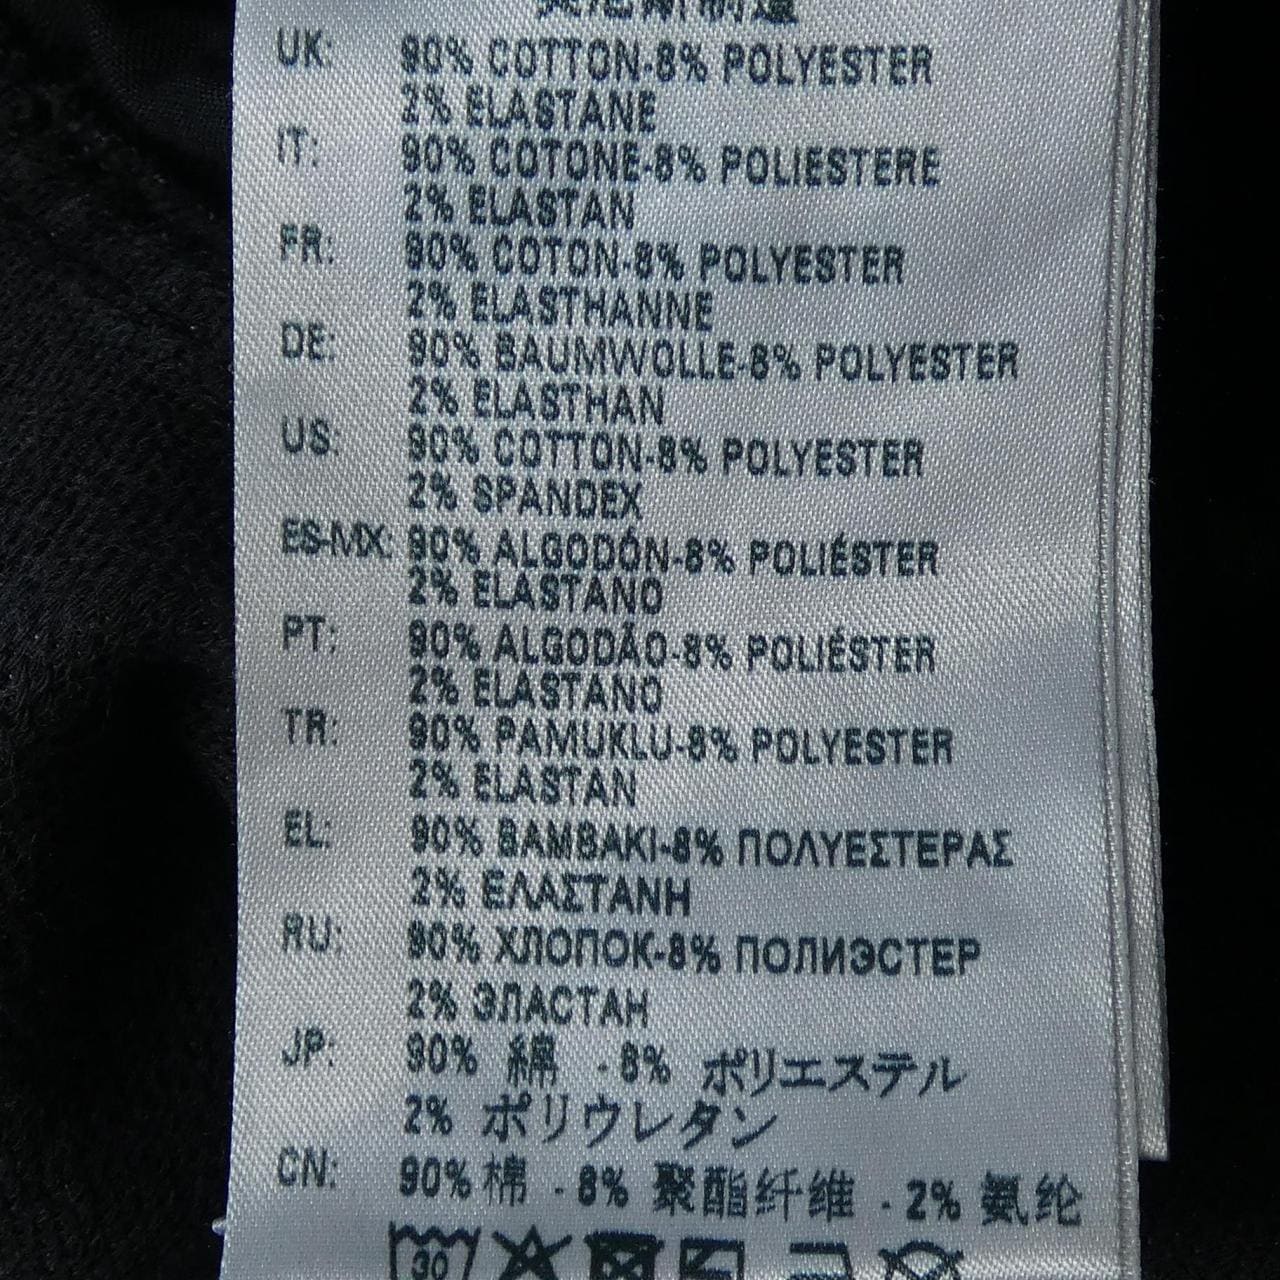 UK: 90% COTTON-8% POLYESTER
2% ELASTANE
IT: 90% COTONE-8% POLIESTERE
2% ELASTAN
FR: 90% COTON-8% POLYESTER
2% ELASTHANNE
DE: 90% BAUMWOLLE-8% POLYESTER
2% ELASTHAN
US: 90% COTTON-8% POLYESTER
2% SPANDEX
ES-MX: 90% ALGODÓN-8% POLIÉSTER
2% ELASTANO
PT: 90% ALGODÃO-8% POLIÉSTER
2% ELASTANO
TR: 90% PAMUKLU-8% POLYESTER
2% ELASTAN
EL: 90% ΒΑΜΒΑΚΙ-8% ΠΟΛΥΕΣΤΕΡΑΣ
2% ΕΛΑΣΤΑΝΗ
RU: 90% ХЛОПОК-8% ПОЛИЭСТЕР
2% ЭЛАСТАН
JP: 90% 綿 -8% ポリエステル
2% ポリウレタン
CN: 90% 棉 -8% 聚酯纤维 -2% 氨纶
30